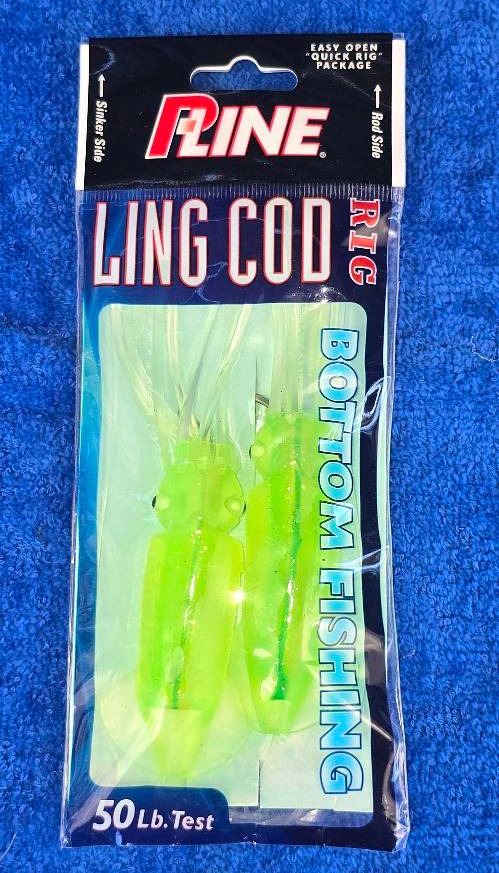 EASY OPEN
"QUICK RIG"
PACKAGE
← Sinker Side
← Rod Side
P-LINE®
LING COD RIG
BOTTOM FISHING
50 Lb. Test